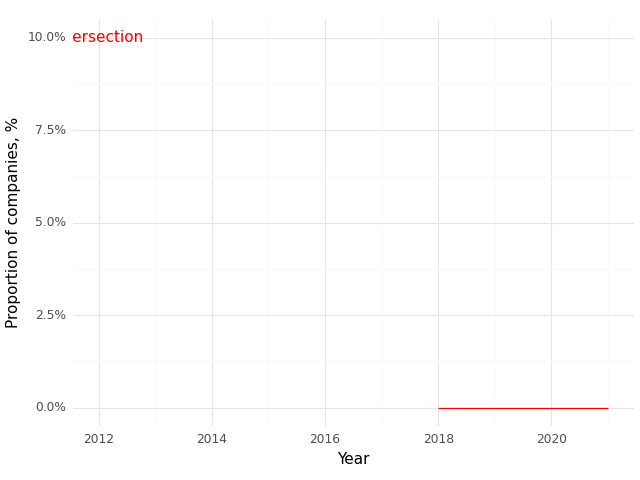 10.0%
ersection
7.5%
5.0%
2.5%
0.0%
2012 2014 2016 2018 2020
Year
Proportion of companies, %